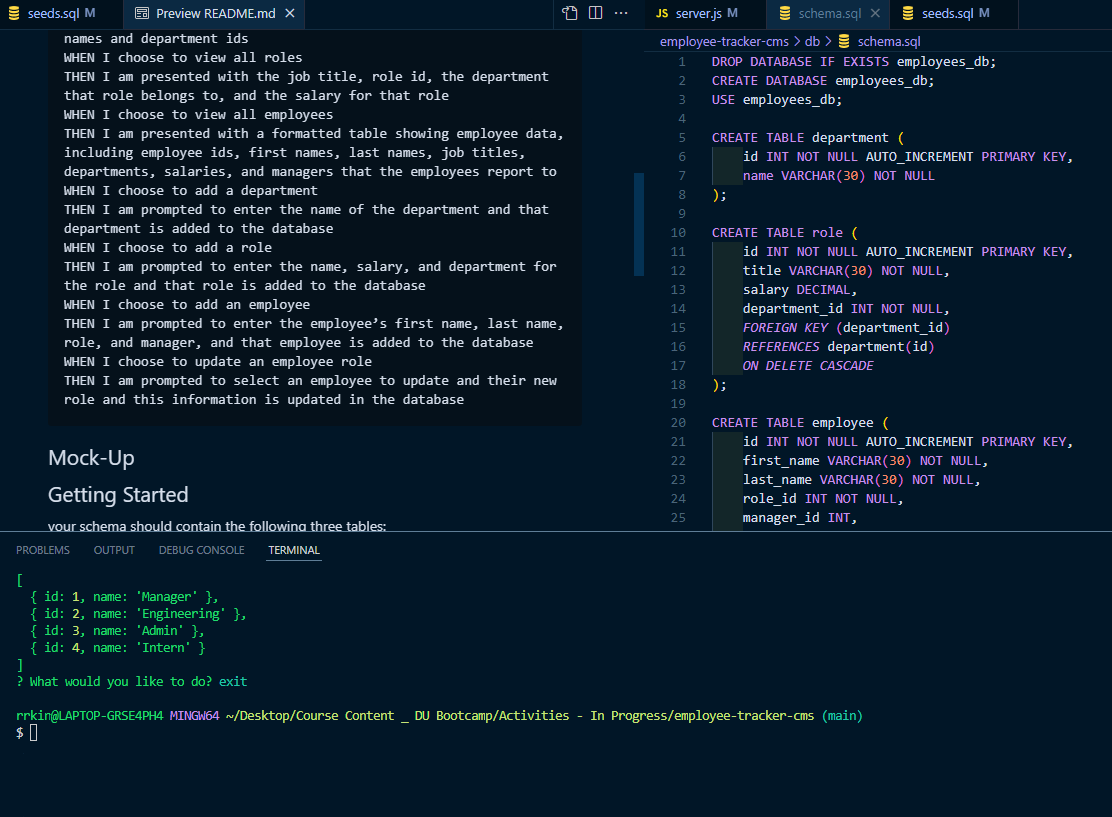 seeds.sql M
Preview README.md
names and department ids
WHEN I choose to view all roles
THEN I am presented with the job title, role id, the department
that role belongs to, and the salary for that role
WHEN I choose to view all employees
THEN I am presented with a formatted table showing employee data,
including employee ids, first names, last names, job titles,
departments, salaries, and managers that the employees report to
WHEN I choose to add a department
THEN I am prompted to enter the name of the department and that
department is added to the database
WHEN I choose to add a role
THEN I am prompted to enter the name, salary, and department for
the role and that role is added to the database
WHEN I choose to add an employee
THEN I am prompted to enter the employee’s first name, last name,
role, and manager, and that employee is added to the database
WHEN I choose to update an employee role
THEN I am prompted to select an employee to update and their new
role and this information is updated in the database
Mock-Up
Getting Started
your schema should contain the following three tables:
JS server.js M
schema.sql
seeds.sql M
employee-tracker-cms > db > schema.sql
1 DROP DATABASE IF EXISTS employees_db;
2 CREATE DATABASE employees_db;
3 USE employees_db;
4
5 CREATE TABLE department (
6 id INT NOT NULL AUTO_INCREMENT PRIMARY KEY,
7 name VARCHAR(30) NOT NULL
8 );
9
10 CREATE TABLE role (
11 id INT NOT NULL AUTO_INCREMENT PRIMARY KEY,
12 title VARCHAR(30) NOT NULL,
13 salary DECIMAL,
14 department_id INT NOT NULL,
15 FOREIGN KEY (department_id)
16 REFERENCES department(id)
17 ON DELETE CASCADE
18 );
19
20 CREATE TABLE employee (
21 id INT NOT NULL AUTO_INCREMENT PRIMARY KEY,
22 first_name VARCHAR(30) NOT NULL,
23 last_name VARCHAR(30) NOT NULL,
24 role_id INT NOT NULL,
25 manager_id INT,
PROBLEMS OUTPUT DEBUG CONSOLE TERMINAL
[
{ id: 1, name: 'Manager' },
{ id: 2, name: 'Engineering' },
{ id: 3, name: 'Admin' },
{ id: 4, name: 'Intern' }
]
? What would you like to do? exit
rrkin@LAPTOP-GRSE4PH4 MINGW64 ~/Desktop/Course Content _ DU Bootcamp/Activities - In Progress/employee-tracker-cms (main)
$